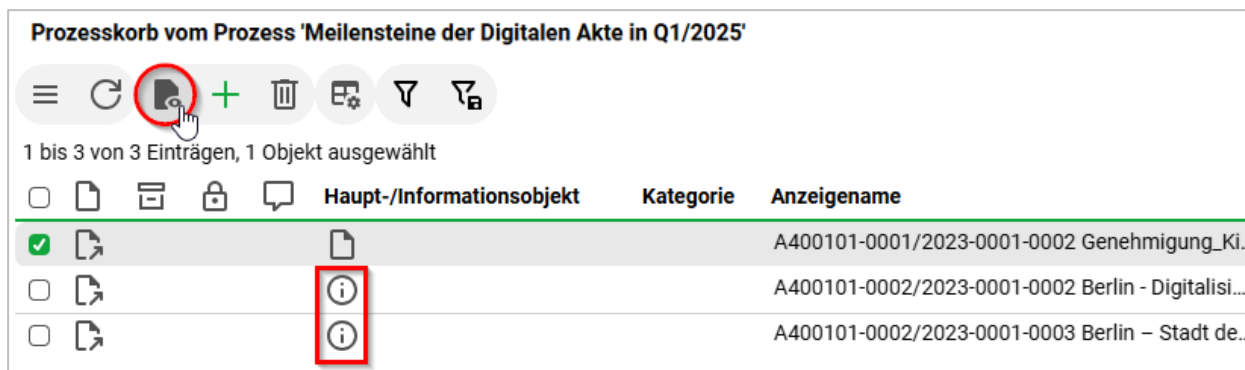 Prozesskorb vom Prozess 'Meilensteine der Digitalen Akte in Q1/2025'
1 bis 3 von 3 Einträgen, 1 Objekt ausgewählt
Haupt-/Informationsobjekt Kategorie Anzeigename
A400101-0001/2023-0001-0002 Genehmigung_Ki...
A400101-0002/2023-0001-0002 Berlin - Digitalisi...
A400101-0002/2023-0001-0003 Berlin – Stadt de...